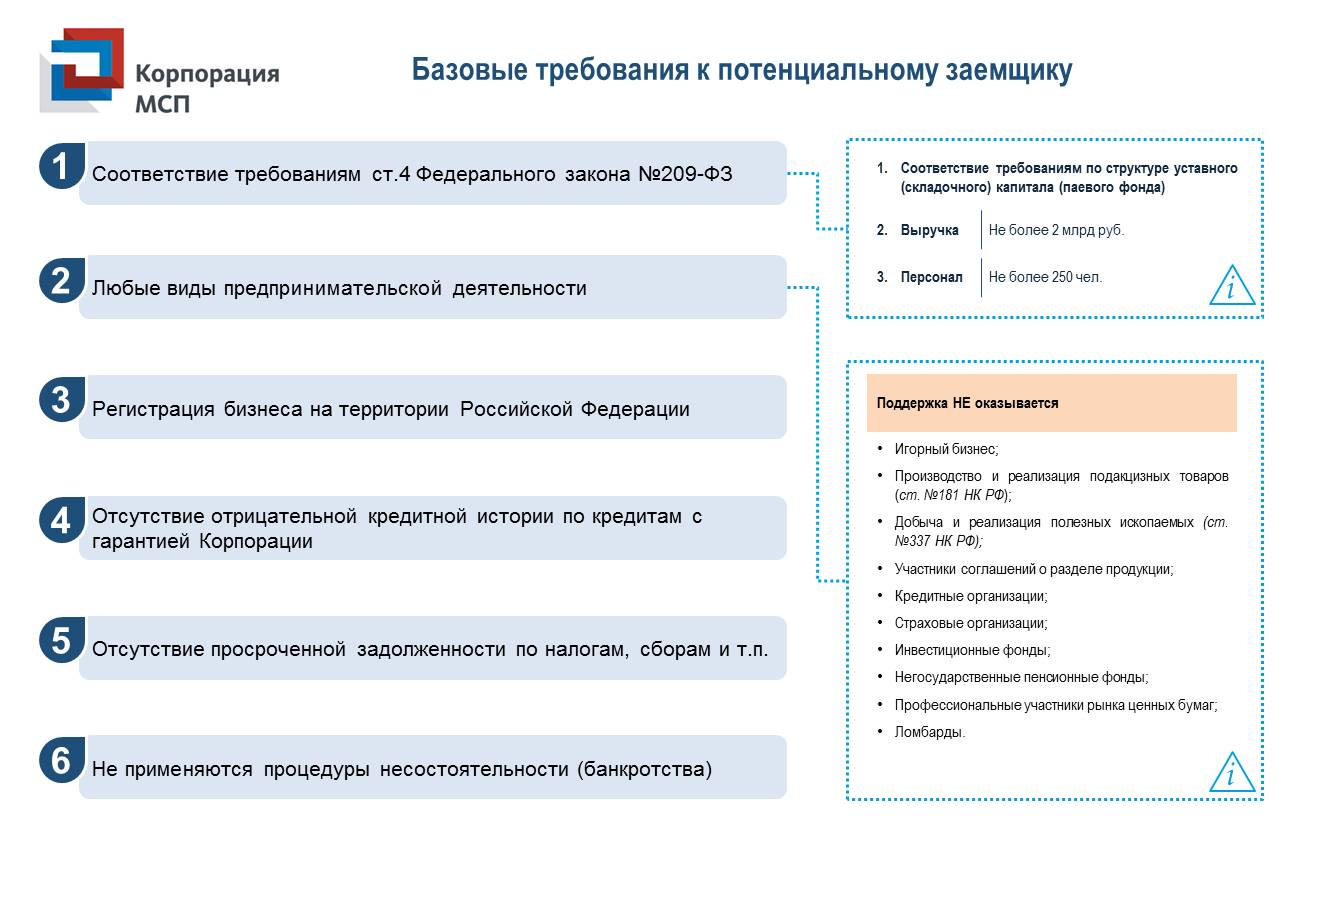 Корпорация
МСП
Базовые требования к потенциальному заемщику
1
Соответствие требованиям ст.4 Федерального закона №209-ФЗ
2
Любые виды предпринимательской деятельности
3
Регистрация бизнеса на территории Российской Федерации
4
Отсутствие отрицательной кредитной истории по кредитам с
гарантией Корпорации
5
Отсутствие просроченной задолженности по налогам, сборам и т.п.
6
Не применяются процедуры несостоятельности (банкротства)
1. Соответствие требованиям по структуре уставного
(складочного) капитала (паевого фонда)
2. Выручка Не более 2 млрд руб.
3. Персонал Не более 250 чел.
i
Поддержка НЕ оказывается
• Игорный бизнес;
• Производство и реализация подакцизных товаров
(ст. №181 НК РФ);
• Добыча и реализация полезных ископаемых (ст.
№337 НК РФ);
• Участники соглашений о разделе продукции;
• Кредитные организации;
• Страховые организации;
• Инвестиционные фонды;
• Негосударственные пенсионные фонды;
• Профессиональные участники рынка ценных бумаг;
• Ломбарды.
i